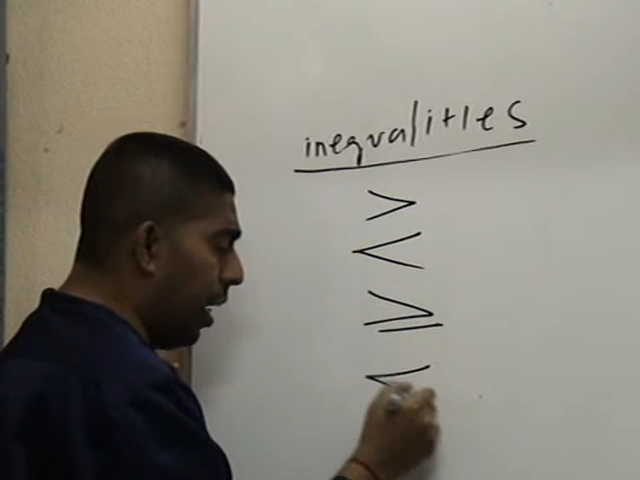 inequalities
>
<
≥
<